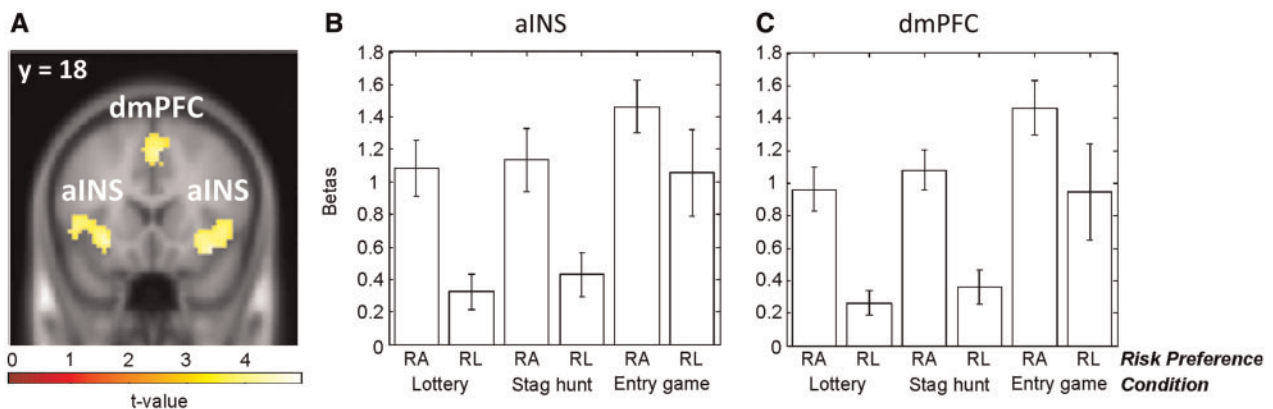 A
y = 18
dmPFC
aINS aINS
0 1 2 3 4
t-value
B aINS
Betas
1.8
1.6
1.4
1.2
1
0.8
0.6
0.4
0.2
0
RA RL RA RL RA RL
Lottery Stag hunt Entry game
C dmPFC
1.8
1.6
1.4
1.2
1
0.8
0.6
0.4
0.2
0
RA RL RA RL RA RL Risk Preference
Lottery Stag hunt Entry game Condition